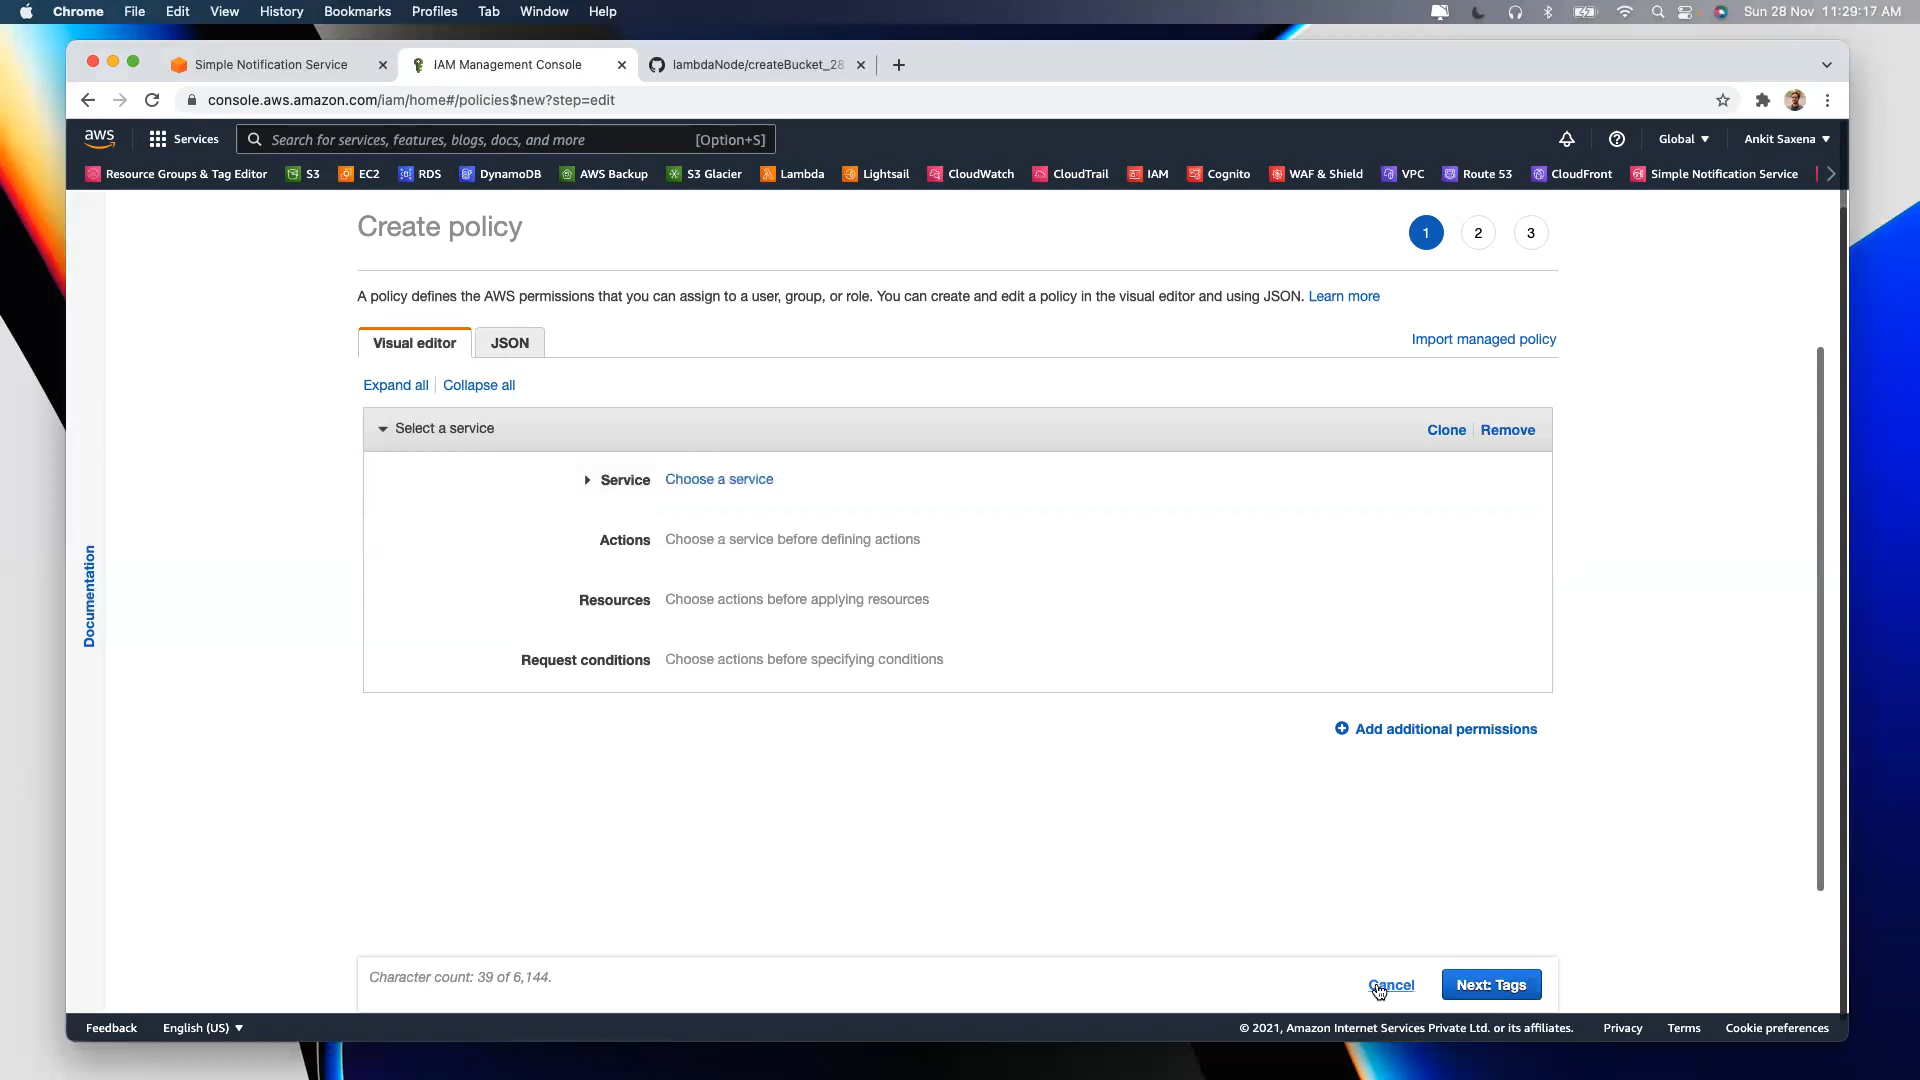 Chrome File Edit View History Bookmarks Profiles Tab Window Help Sun 28 Nov 11:29:17 AM
Simple Notification Service IAM Management Console lambdaNode/createBucket_28
console.aws.amazon.com/iam/home#/policies$new?step=edit
aws Services Search for services, features, blogs, docs, and more [Option+S] Global Ankit Saxena
Resource Groups & Tag Editor S3 EC2 RDS DynamoDB AWS Backup S3 Glacier Lambda Lightsail CloudWatch CloudTrail IAM Cognito WAF & Shield VPC Route 53 CloudFront Simple Notification Service
Create policy 1 2 3
A policy defines the AWS permissions that you can assign to a user, group, or role. You can create and edit a policy in the visual editor and using JSON. Learn more
Visual editor JSON Import managed policy
Expand all Collapse all
Select a service Clone Remove
Service Choose a service
Actions Choose a service before defining actions
Resources Choose actions before applying resources
Request conditions Choose actions before specifying conditions
Documentation
Add additional permissions
Character count: 39 of 6,144.
Cancel Next: Tags
Feedback English (US) © 2021, Amazon Internet Services Private Ltd. or its affiliates. Privacy Terms Cookie preferences